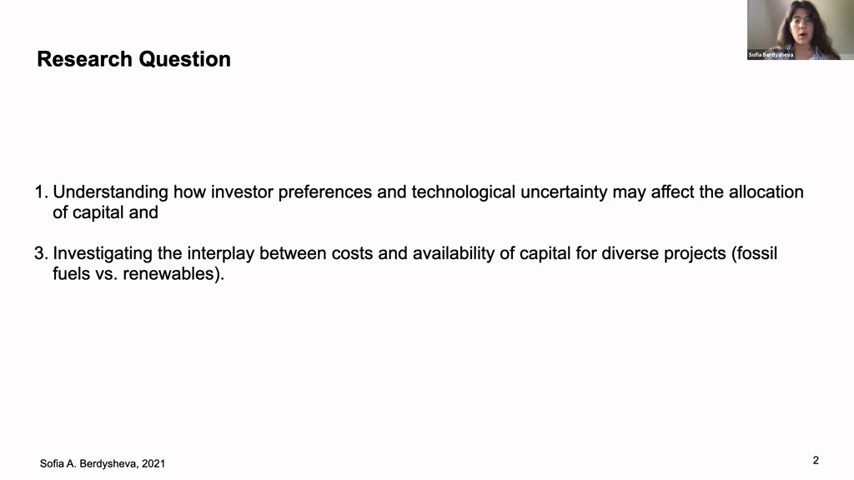 Sofia Berdysheva
Research Question
1. Understanding how investor preferences and technological uncertainty may affect the allocation
of capital and
3. Investigating the interplay between costs and availability of capital for diverse projects (fossil
fuels vs. renewables).
Sofia A. Berdysheva, 2021
2